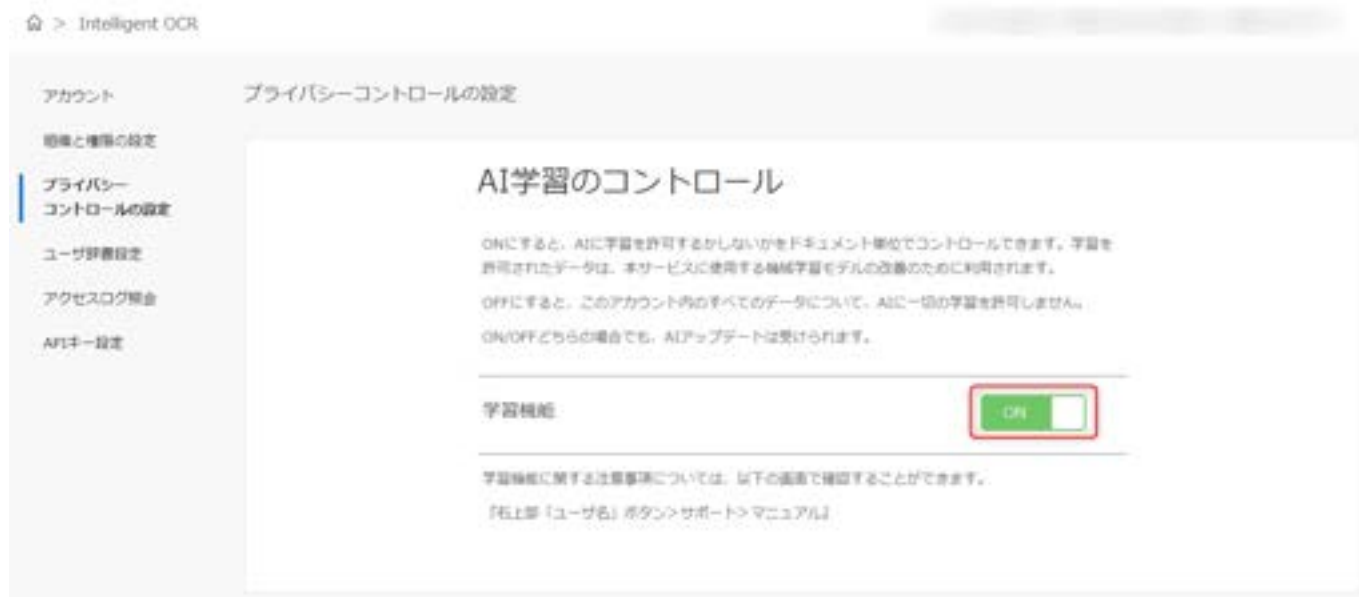 > Intelligent OCR
アカウント
プライバシーコントロールの設定
組織と権限の設定
プライバシー
コントロールの設定
ユーザ辞書設定
アクセスログ照会
APIキー設定
AI学習のコントロール
ONにすると、AIに学習を許可するかしないかをドキュメント単位でコントロールできます。学習を
許可されたデータは、本サービスに使用する機械学習モデルの改善のために利用されます。
OFFにすると、このアカウント内のすべてのデータについて、AIに一切の学習を許可しません。
ON/OFFどちらの場合でも、AIアップデートは受けられます。
学習機能
ON
学習機能に関する注意事項については、以下の画面で確認することができます。
『右上部「ユーザ名」ボタン>サポート>マニュアル』